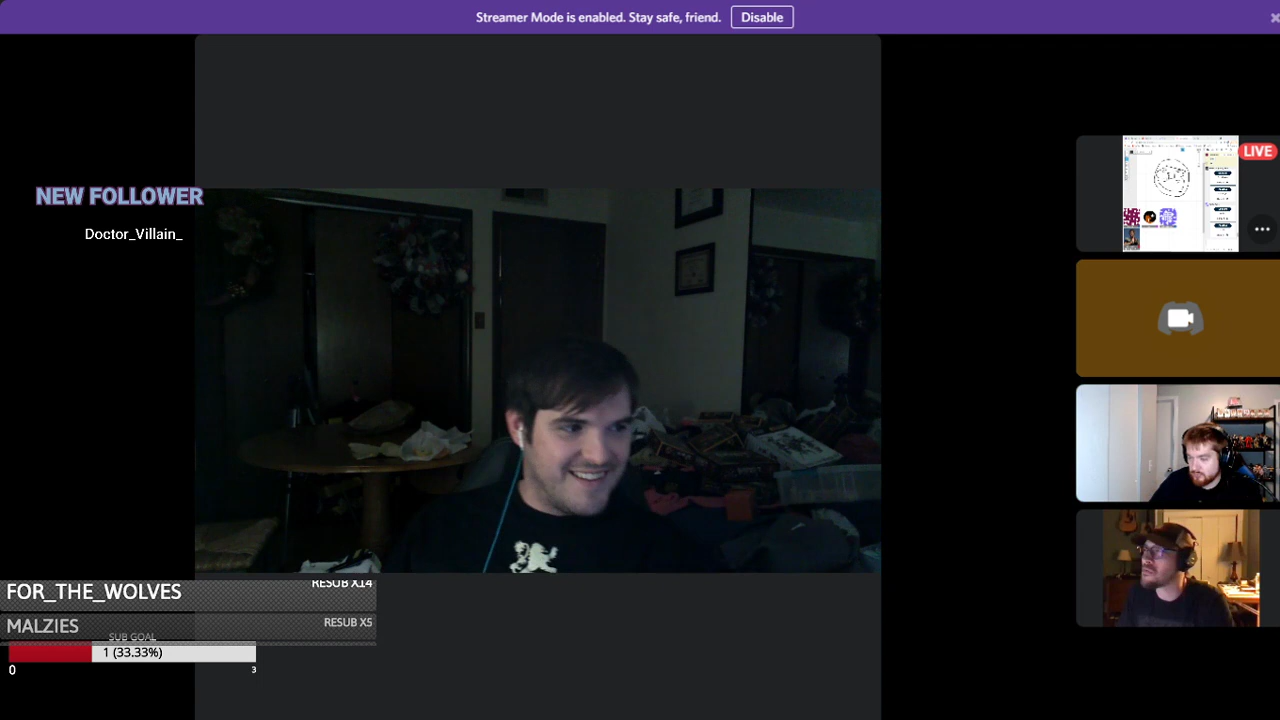 Streamer Mode is enabled. Stay safe, friend. Disable
LIVE
NEW FOLLOWER
Doctor_Villain_
FOR_THE_WOLVES RESUB X14
MALZIES RESUB X5
SUB GOAL
1 (33.33%)
0 3